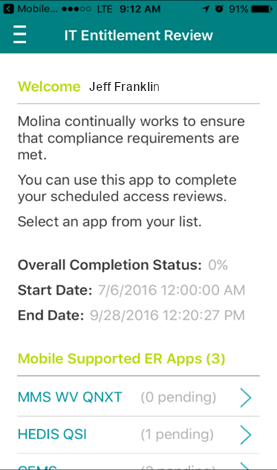 Mobile... LTE 9:12 AM 91%
IT Entitlement Review
Welcome Jeff Franklin
Molina continually works to ensure
that compliance requirements are
met.
You can use this app to complete
your scheduled access reviews.
Select an app from your list.
Overall Completion Status: 0%
Start Date: 7/6/2016 12:00:00 AM
End Date: 9/28/2016 12:20:27 PM
Mobile Supported ER Apps (3)
MMS WV QNXT (0 pending)
HEDIS QSI (1 pending)